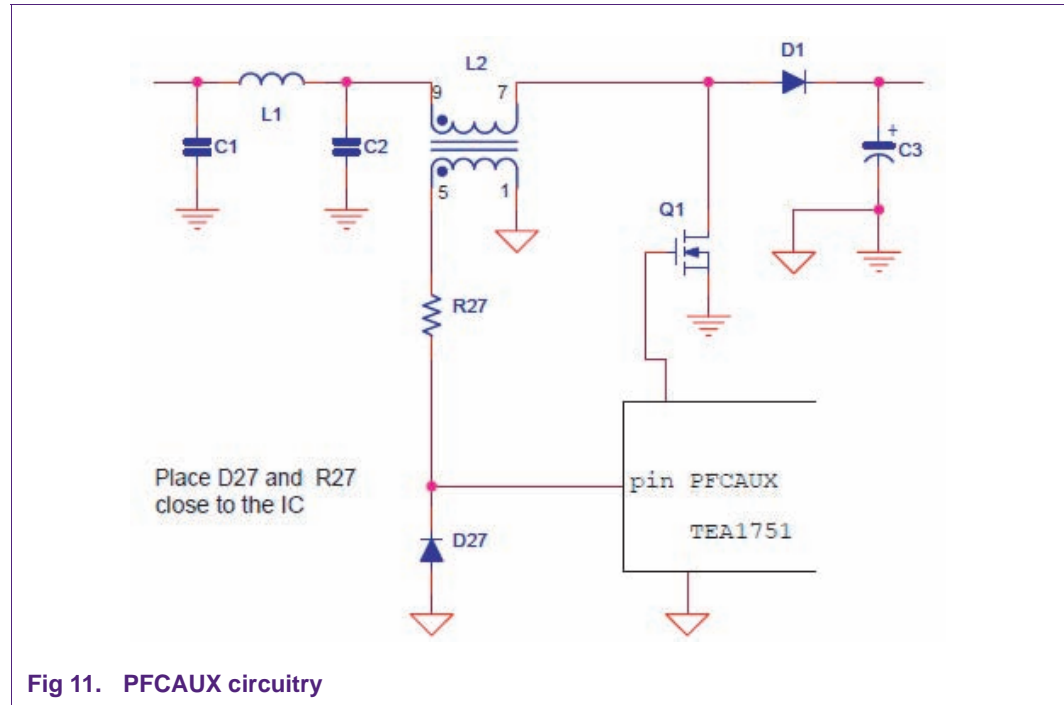 L2
D1
9
7
L1
C1
C2
+
C3
5
1
Q1
R27
Place D27 and R27
close to the IC
pin PFCAUX
TEA1751
D27
Fig 11. PFCAUX circuitry